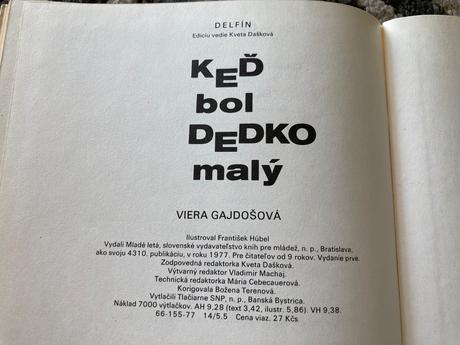 DELFÍN
Ediciu vedie Kveta Dašková
KEĎ
bol
DEDKO
malý
VIERA GAJDOŠOVÁ
Ilustroval František Hübel
Vydali Mladé letá, slovenské vydavateľstvo kníh pre mládež, n. p., Bratislava,
ako svoju 4310. publikáciu, v roku 1977. Pre čitateľov od 9 rokov. Vydanie prvé.
Zodpovedná redaktorka Kveta Dašková.
Výtvarný redaktor Vladimír Machaj.
Technická redaktorka Mária Cebecauerová.
Korigovala Božena Terenová.
Vytlačili Tlačiarne SNP, n. p., Banská Bystrica.
Náklad 7000 výtlačkov. AH 9,28 (text 3,42, ilustr. 5,86). VH 9,38.
66-155-77 14/5.5 Cena viaz. 27 Kčs